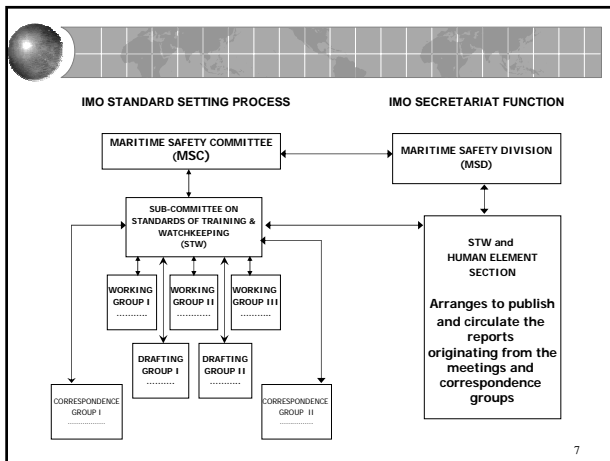 IMO STANDARD SETTING PROCESS
IMO SECRETARIAT FUNCTION
MARITIME SAFETY COMMITTEE
(MSC)
MARITIME SAFETY DIVISION
(MSD)
SUB-COMMITTEE ON
STANDARDS OF TRAINING &
WATCHKEEPING
(STW)
STW and
HUMAN ELEMENT
SECTION
Arranges to publish
and circulate the
reports
originating from the
meetings and
correspondence
groups
WORKING
GROUP I
............
WORKING
GROUP II
............
WORKING
GROUP III
............
DRAFTING
GROUP I
...........
DRAFTING
GROUP II
...........
CORRESPONDENCE
GROUP I
.................
CORRESPONDENCE
GROUP II
.................
7